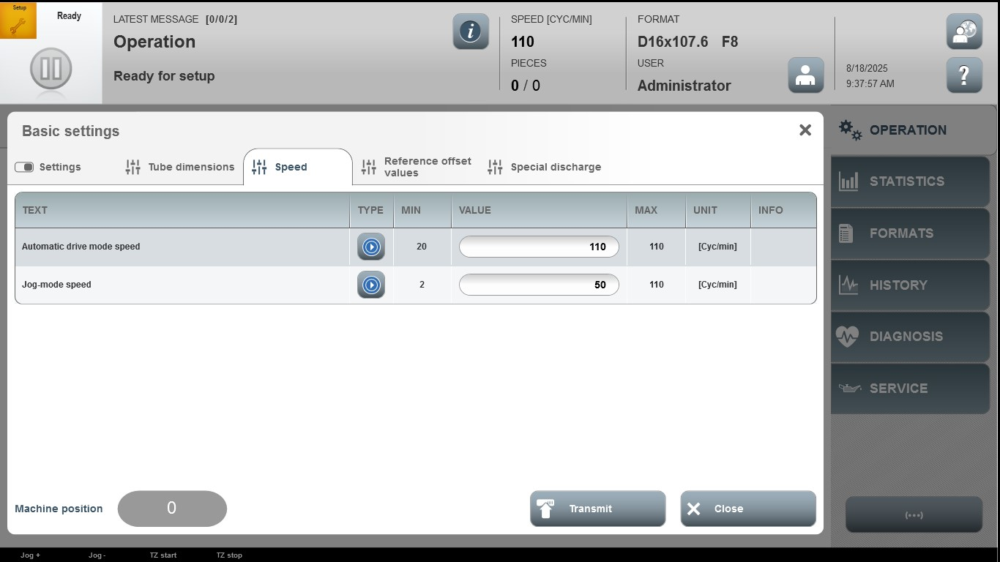 Setup
Ready
LATEST MESSAGE [0/0/2]
Operation
Ready for setup
SPEED [CYC/MIN]
110
PIECES
0 / 0
FORMAT
D16x107.6 F8
USER
Administrator
8/18/2025
9:37:57 AM
Basic settings
Settings
Tube dimensions
Speed
Reference offset
values
Special discharge
TEXT TYPE MIN VALUE MAX UNIT INFO
Automatic drive mode speed 20 110 110 [Cyc/min]
Jog-mode speed 2 50 110 [Cyc/min]
Machine position 0
Transmit
Close
OPERATION
STATISTICS
FORMATS
HISTORY
DIAGNOSIS
SERVICE
(•••)
Jog + Jog - TZ start TZ stop